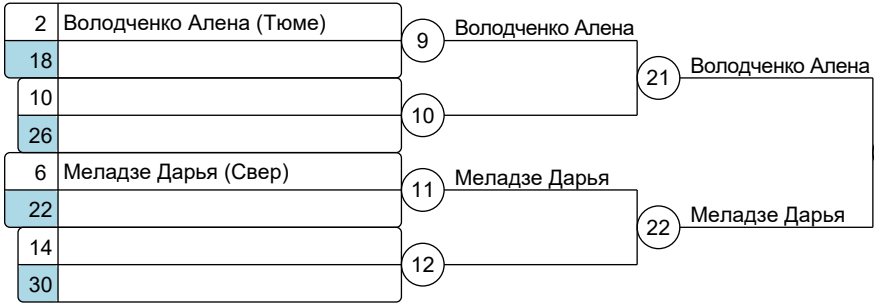 2 Володченко Алена (Тюме)
18
9 Володченко Алена
10
26
10
21 Володченко Алена
6 Меладзе Дарья (Свер)
22
11 Меладзе Дарья
14
30
12
22 Меладзе Дарья